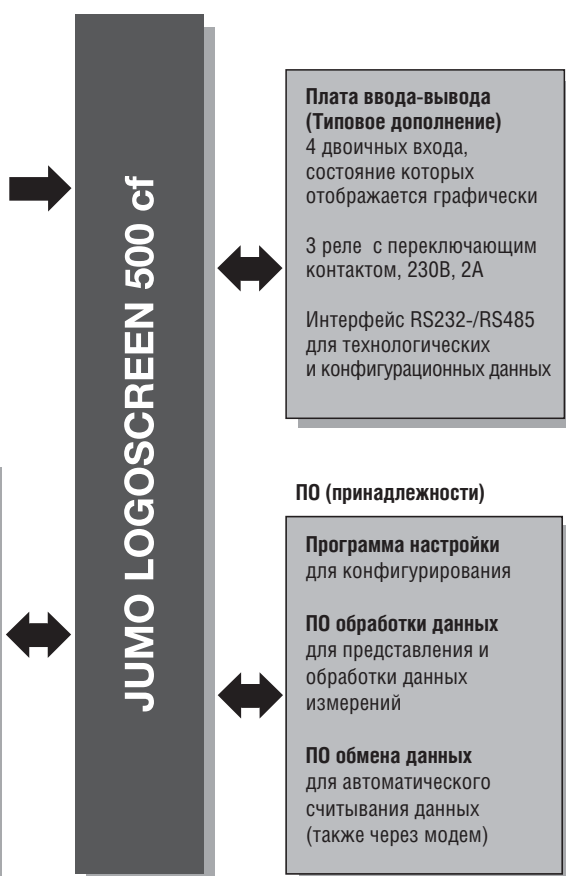 JUMO LOGOSCREEN 500 cf
Плата ввода-вывода
(Типовое дополнение)
4 двоичных входа,
состояние которых
отображается графически
3 реле с переключающим
контактом, 230В, 2А
Интерфейс RS232-/RS485
для технологических
и конфигурационных данных
ПО (принадлежности)
Программа настройки
для конфигурирования
ПО обработки данных
для представления и
обработки данных
измерений
ПО обмена данных
для автоматического
считывания данных
(также через модем)